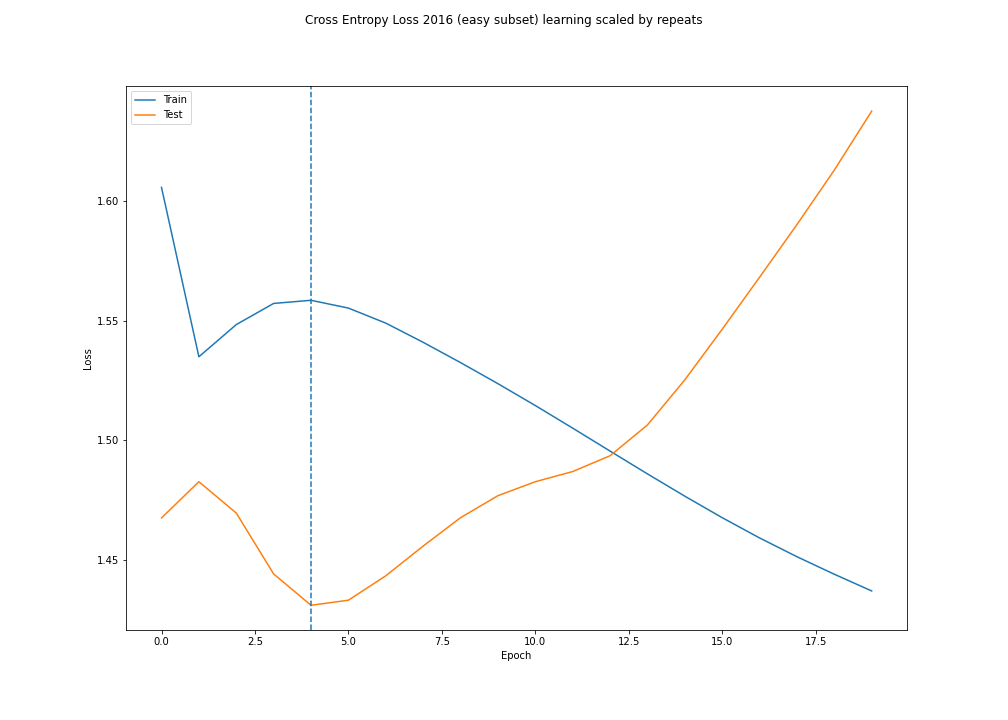 Cross Entropy Loss 2016 (easy subset) learning scaled by repeats
Train
Test
1.60
1.55
1.50
1.45
Loss
0.0 2.5 5.0 7.5 10.0 12.5 15.0 17.5
Epoch